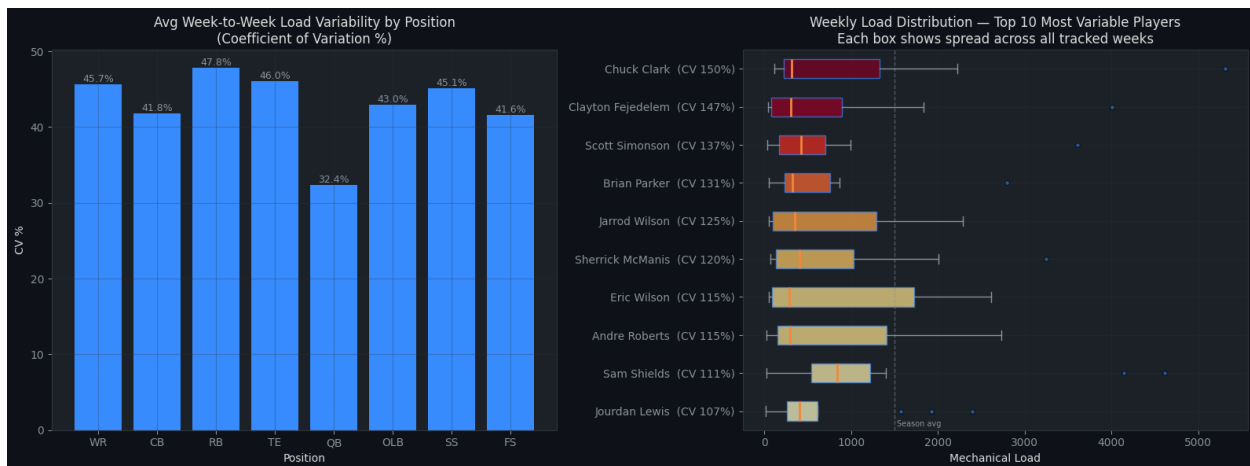 Avg Week-to-Week Load Variability by Position
(Coefficient of Variation %)
50
40
30
20
10
0
CV %
45.7%
41.8%
47.8%
46.0%
32.4%
43.0%
45.1%
41.6%
WR
CB
RB
TE
QB
OLB
SS
FS
Position
Weekly Load Distribution — Top 10 Most Variable Players
Each box shows spread across all tracked weeks
Chuck Clark (CV 150%)
Clayton Fejedelem (CV 147%)
Scott Simonson (CV 137%)
Brian Parker (CV 131%)
Jarrod Wilson (CV 125%)
Sherrick McManis (CV 120%)
Eric Wilson (CV 115%)
Andre Roberts (CV 115%)
Sam Shields (CV 111%)
Jourdan Lewis (CV 107%)
Season avg
0
1000
2000
3000
4000
5000
Mechanical Load